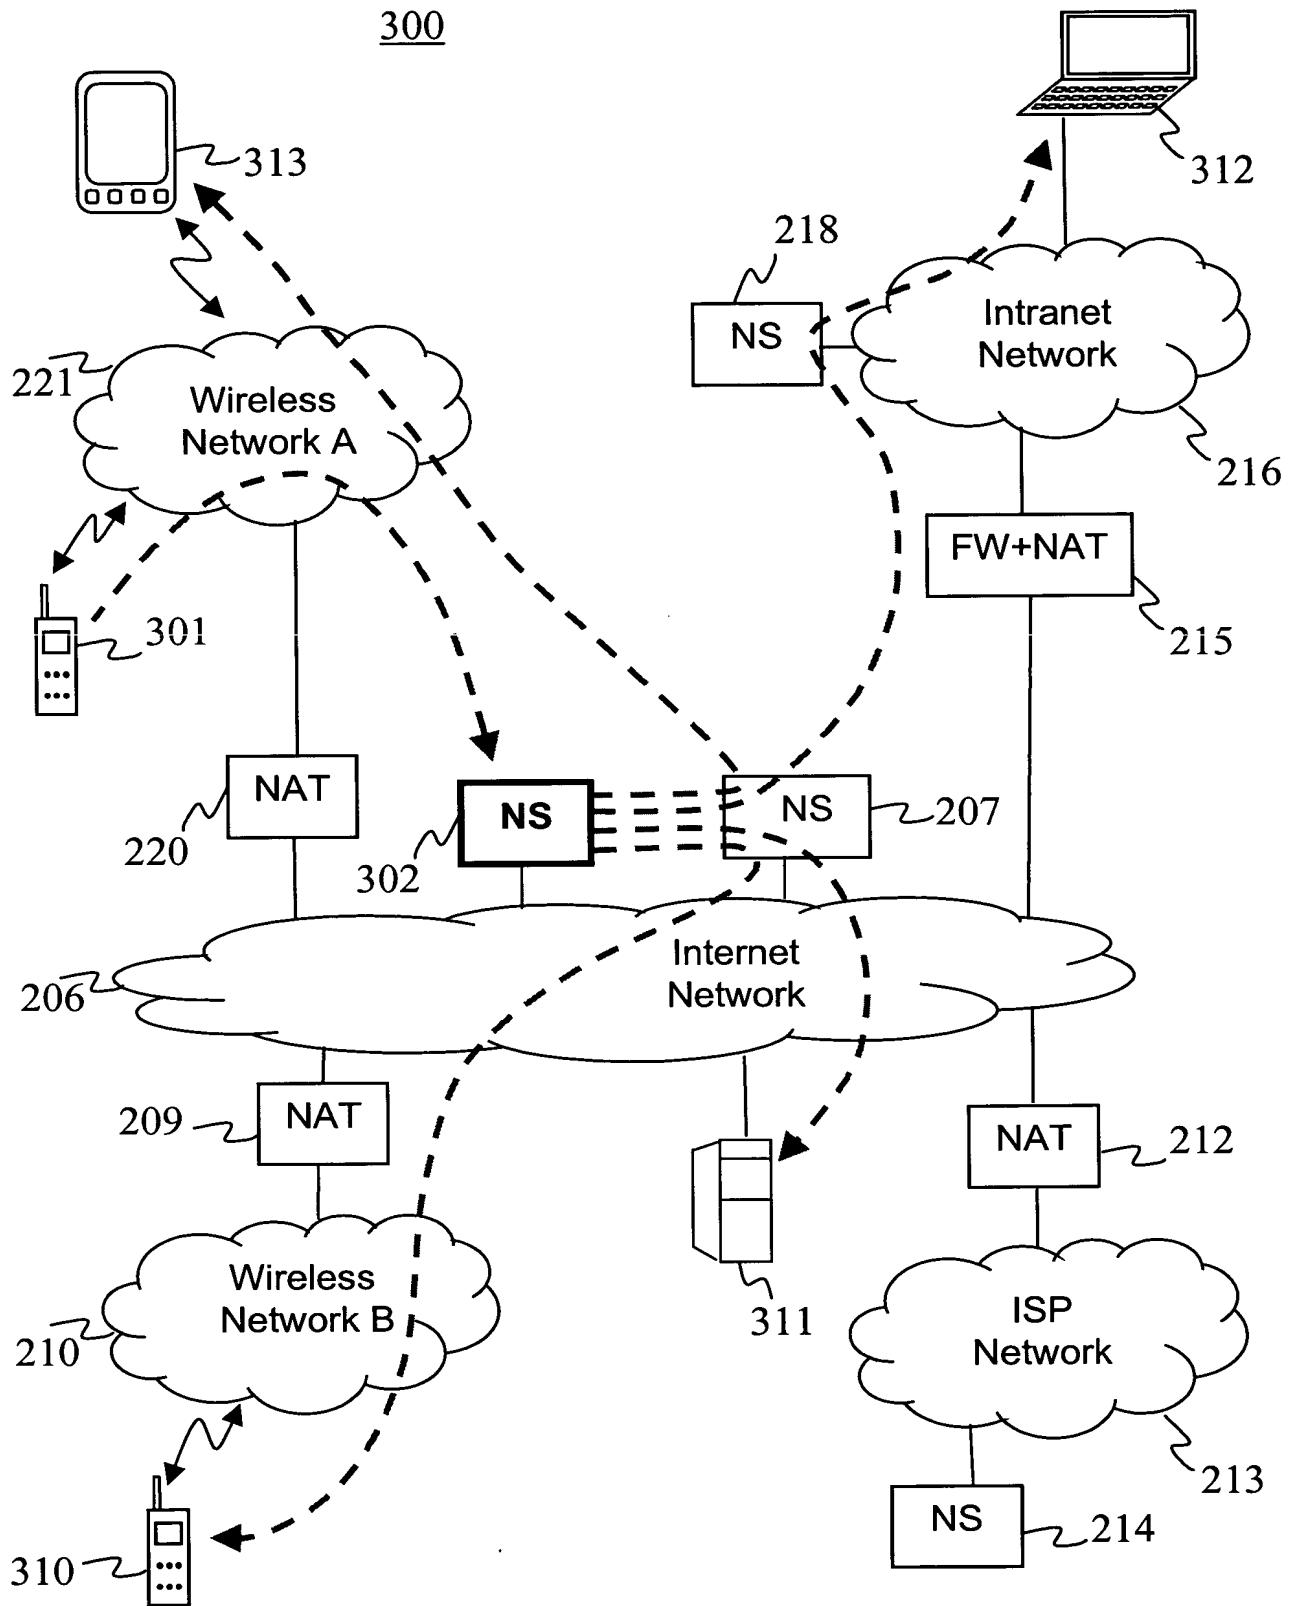 300
313
312
218
NS
Intranet
Network
221
Wireless
Network A
216
FW+NAT
301
215
NAT
NS
NS
207
220
302
Internet
Network
206
NAT
209
NAT
212
Wireless
Network B
ISP
Network
311
210
213
NS
214
310